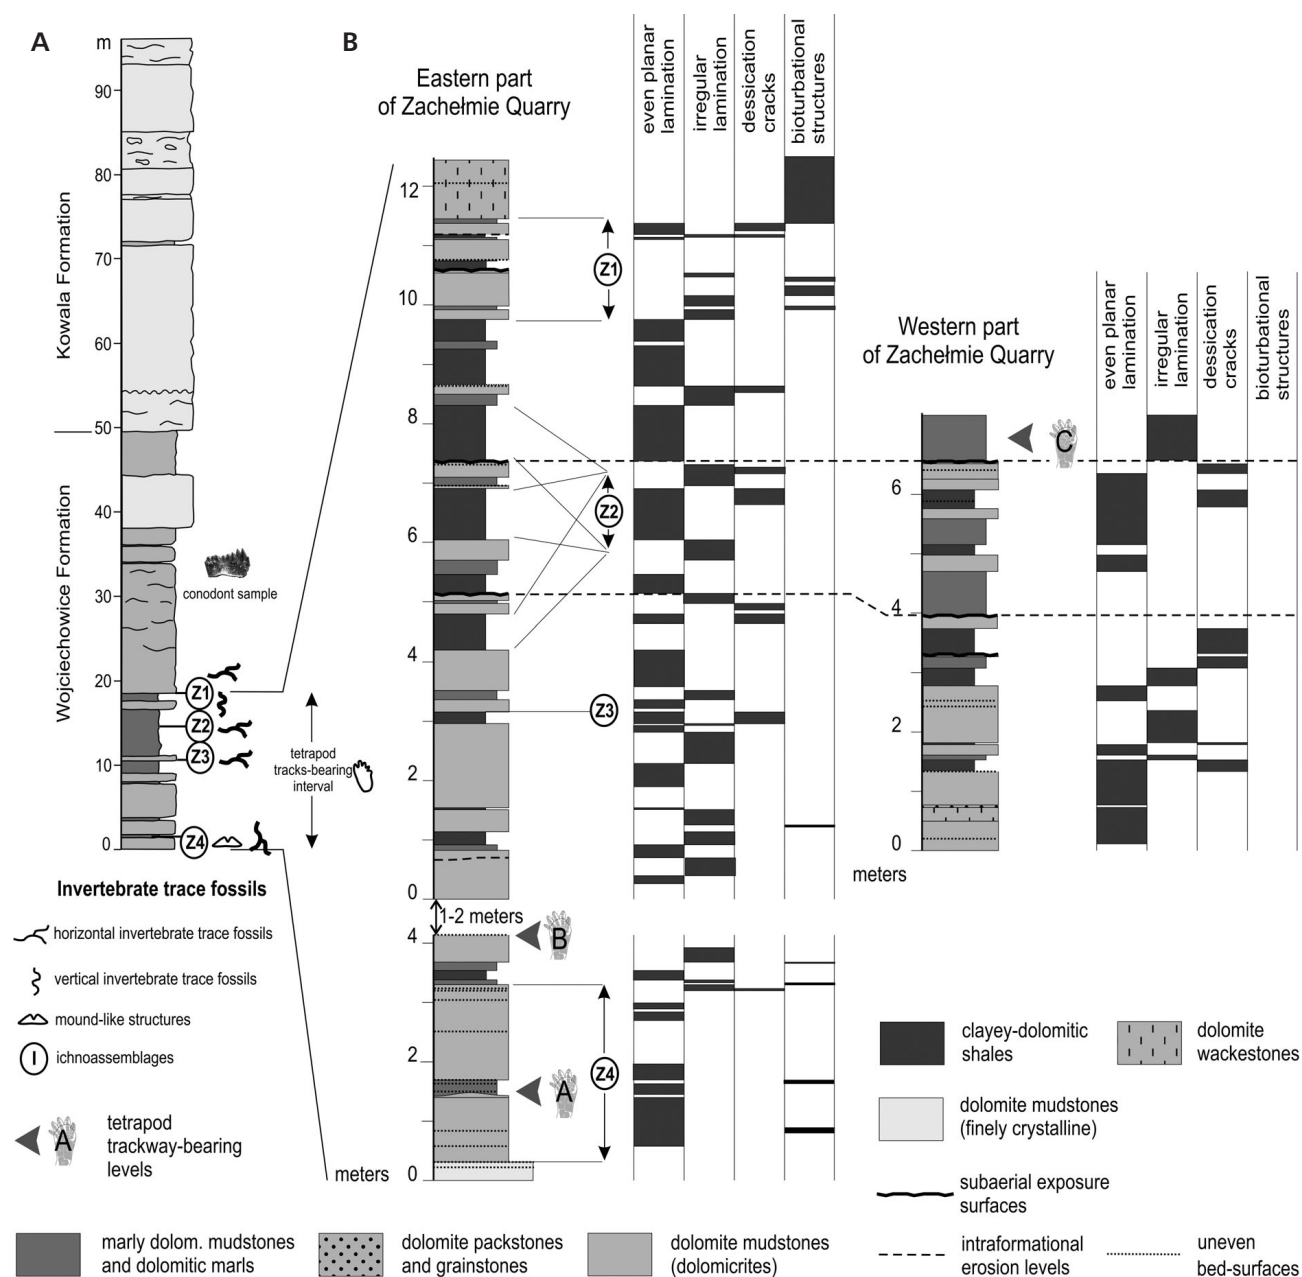 A
m
90
80
70
60
50
40
30
20
10
0
Kowala Formation
Wojciechowice Formation
conodont sample
Z1
Z2
Z3
Z4
tetrapod
tracks-bearing
interval
Invertebrate trace fossils
horizontal invertebrate trace fossils
vertical invertebrate trace fossils
mound-like structures
I
ichnoassemblages
A
tetrapod
trackway-bearing
levels
B
Eastern part
of Zachełmie Quarry
even planar
lamination
irregular
lamination
dessication
cracks
bioturbational
structures
12
10
8
6
4
2
0
Z1
Z2
Z3
1-2 meters
B
4
2
0
A
Z4
meters
Western part
of Zachełmie Quarry
even planar
lamination
irregular
lamination
dessication
cracks
bioturbational
structures
C
6
4
2
0
meters
clayey-dolomitic
shales
dolomite
wackestones
dolomite mudstones
(finely crystalline)
subaerial exposure
surfaces
marly dolom. mudstones
and dolomitic marls
dolomite packstones
and grainstones
dolomite mudstones
(dolomicrites)
intraformational
erosion levels
uneven
bed-surfaces